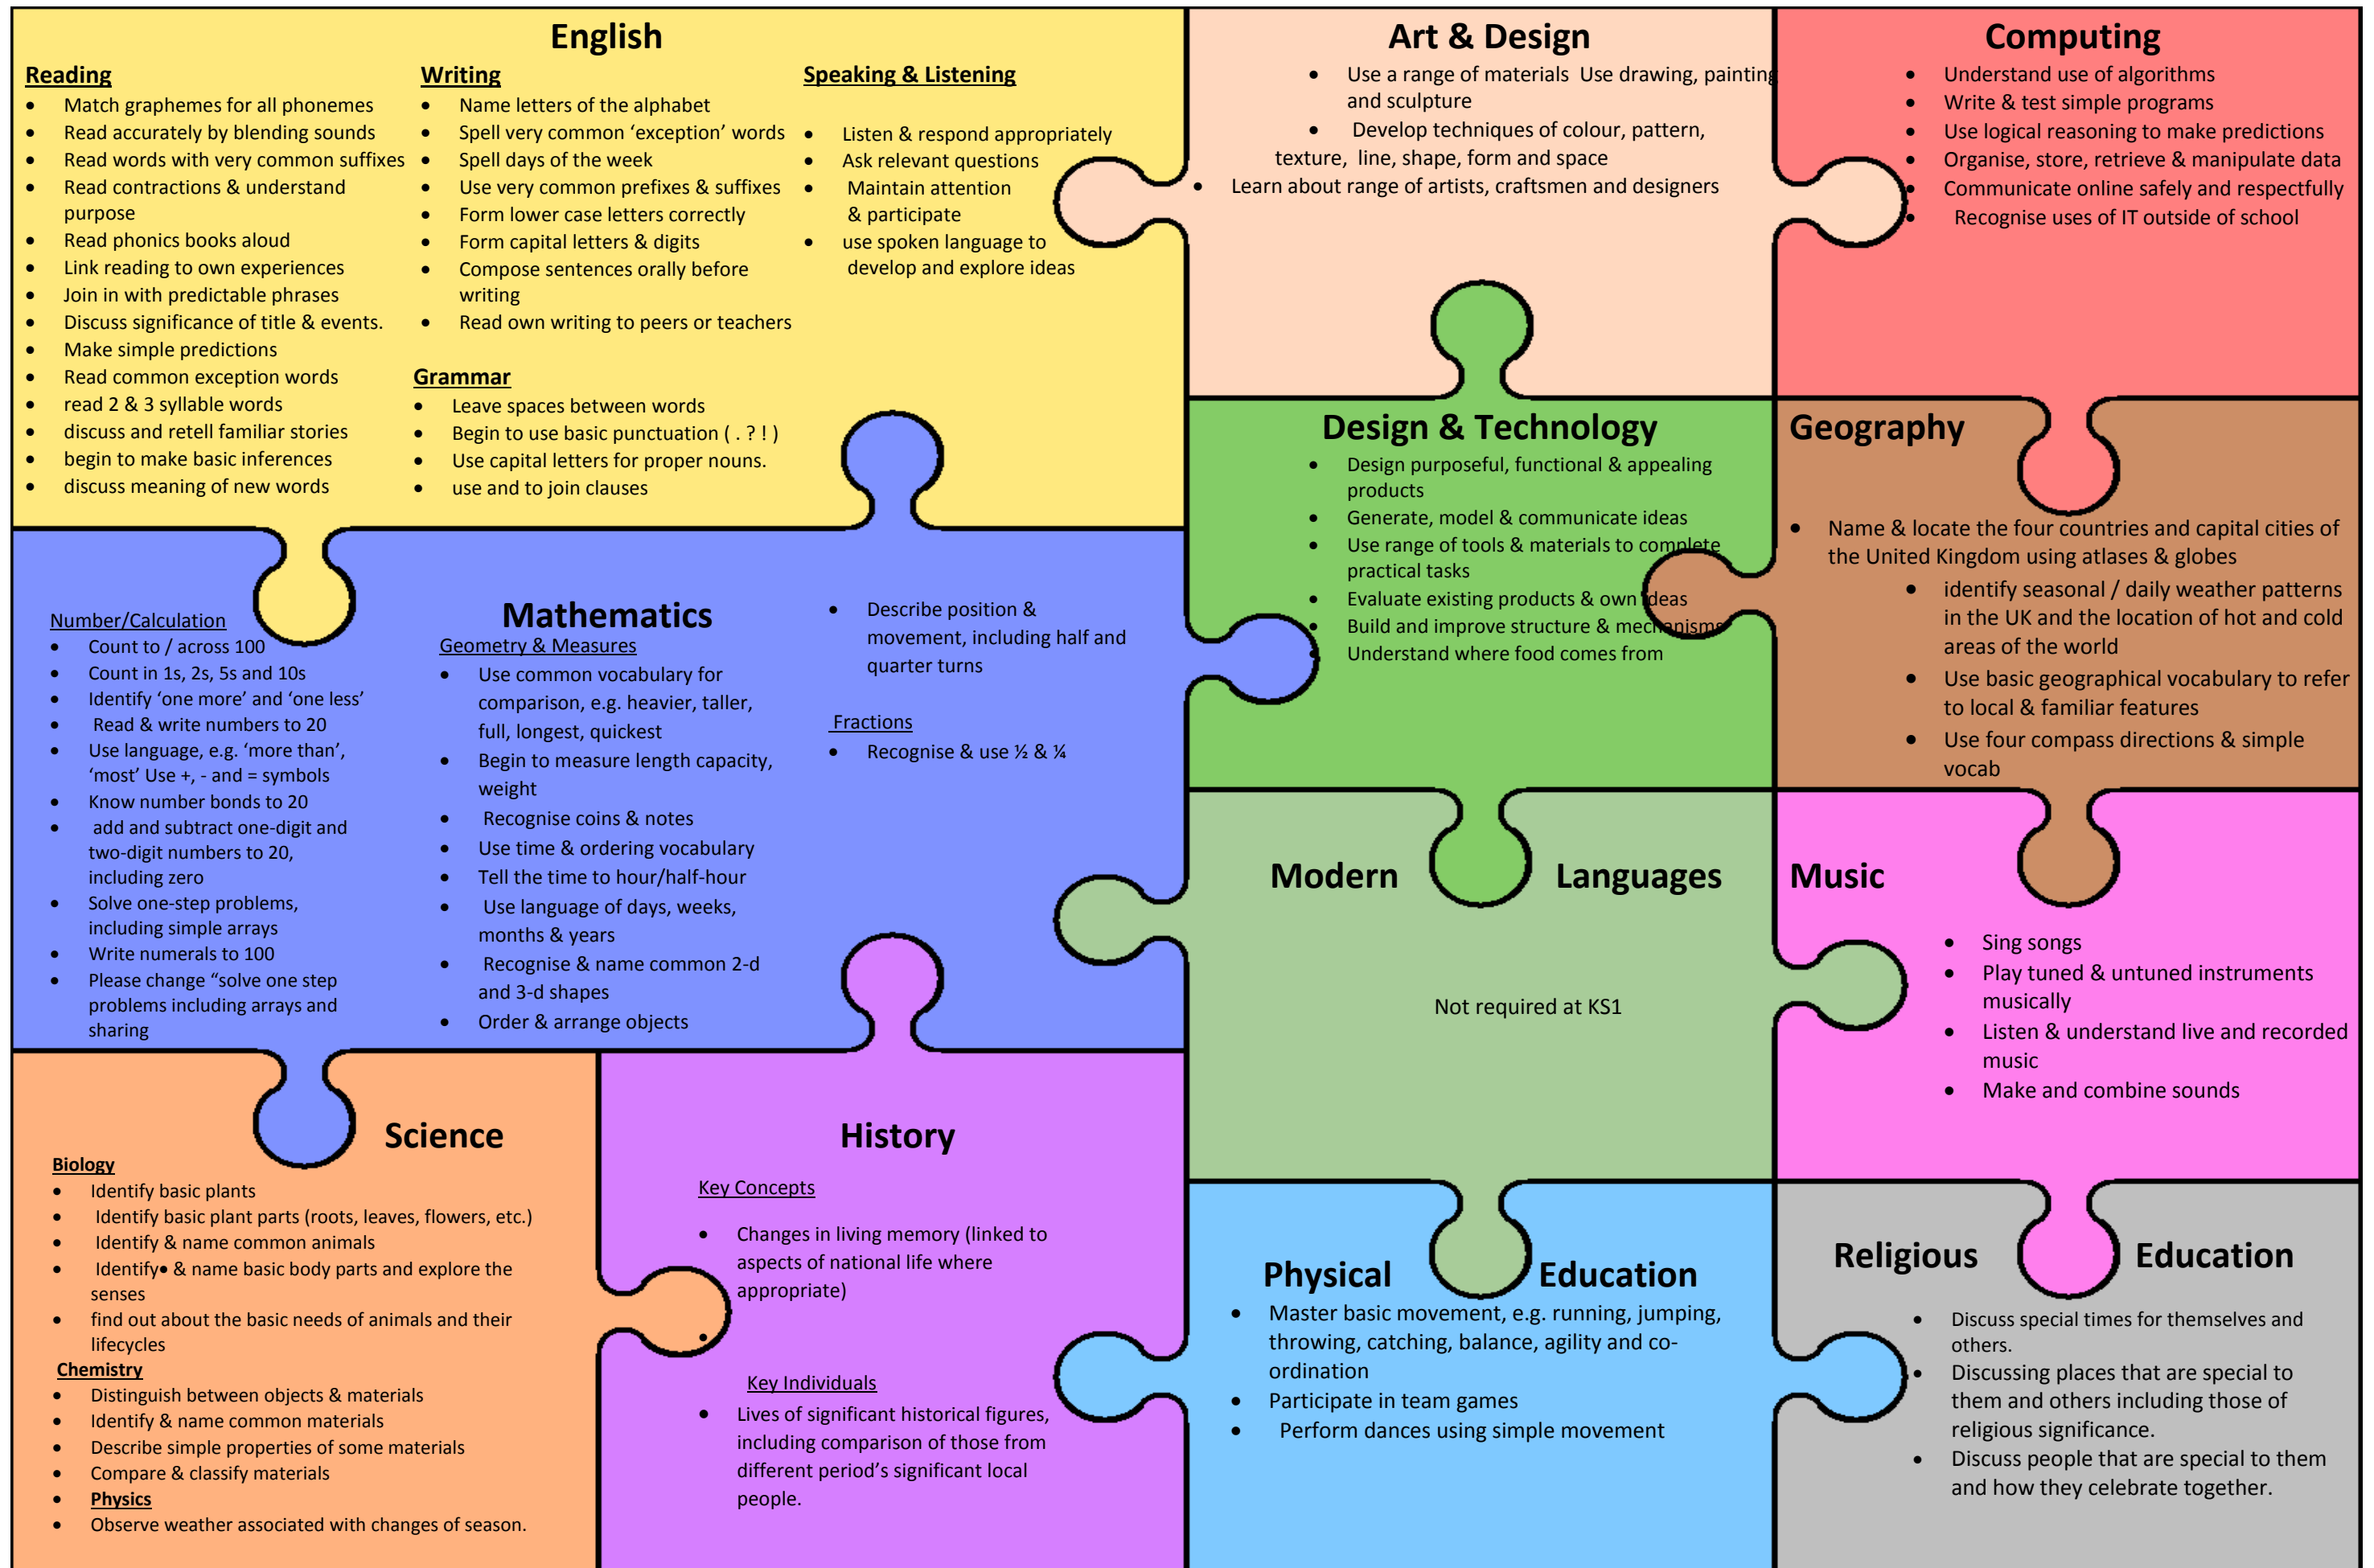 English
Reading
• Match graphemes for all phonemes
• Read accurately by blending sounds
• Read words with very common suffixes
• Read contractions & understand
purpose
• Read phonics books aloud
• Link reading to own experiences
• Join in with predictable phrases
• Discuss significance of title & events.
• Make simple predictions
• Read common exception words
• read 2 & 3 syllable words
• discuss and retell familiar stories
• begin to make basic inferences
• discuss meaning of new words
Writing
• Name letters of the alphabet
• Spell very common ‘exception’ words
• Spell days of the week
• Use very common prefixes & suffixes
• Form lower case letters correctly
• Form capital letters & digits
• Compose sentences orally before
writing
• Read own writing to peers or teachers
Grammar
• Leave spaces between words
• Begin to use basic punctuation ( . ? ! )
• Use capital letters for proper nouns.
• use and to join clauses
Speaking & Listening
• Listen & respond appropriately
• Ask relevant questions
• Maintain attention
& participate
• use spoken language to
develop and explore ideas
Art & Design
• Use a range of materials Use drawing, painting
and sculpture
• Develop techniques of colour, pattern,
texture, line, shape, form and space
• Learn about range of artists, craftsmen and designers
Computing
• Understand use of algorithms
• Write & test simple programs
• Use logical reasoning to make predictions
• Organise, store, retrieve & manipulate data
• Communicate online safely and respectfully
• Recognise uses of IT outside of school
Mathematics
Number/Calculation
• Count to / across 100
• Count in 1s, 2s, 5s and 10s
• Identify ‘one more’ and ‘one less’
• Read & write numbers to 20
• Use language, e.g. ‘more than’,
‘most’ Use +, - and = symbols
• Know number bonds to 20
• add and subtract one-digit and
two-digit numbers to 20,
including zero
• Solve one-step problems,
including simple arrays
• Write numerals to 100
• Please change “solve one step
problems including arrays and
sharing
Geometry & Measures
• Use common vocabulary for
comparison, e.g. heavier, taller,
full, longest, quickest
• Begin to measure length capacity,
weight
• Recognise coins & notes
• Use time & ordering vocabulary
• Tell the time to hour/half-hour
• Use language of days, weeks,
months & years
• Recognise & name common 2-d
and 3-d shapes
• Order & arrange objects
• Describe position &
movement, including half and
quarter turns
Fractions
• Recognise & use ½ & ¼
Design & Technology
• Design purposeful, functional & appealing
products
• Generate, model & communicate ideas
• Use range of tools & materials to complete
practical tasks
• Evaluate existing products & own ideas
• Build and improve structure & mechanisms
• Understand where food comes from
Geography
• Name & locate the four countries and capital cities of
the United Kingdom using atlases & globes
• identify seasonal / daily weather patterns
in the UK and the location of hot and cold
areas of the world
• Use basic geographical vocabulary to refer
to local & familiar features
• Use four compass directions & simple
vocab
Modern Languages
Not required at KS1
Music
• Sing songs
• Play tuned & untuned instruments
musically
• Listen & understand live and recorded
music
• Make and combine sounds
Science
Biology
• Identify basic plants
• Identify basic plant parts (roots, leaves, flowers, etc.)
• Identify & name common animals
• Identify• & name basic body parts and explore the
senses
• find out about the basic needs of animals and their
lifecycles
Chemistry
• Distinguish between objects & materials
• Identify & name common materials
• Describe simple properties of some materials
• Compare & classify materials
• Physics
• Observe weather associated with changes of season.
History
Key Concepts
• Changes in living memory (linked to
aspects of national life where
appropriate)
•
Key Individuals
• Lives of significant historical figures,
including comparison of those from
different period’s significant local
people.
Physical Education
• Master basic movement, e.g. running, jumping,
throwing, catching, balance, agility and co-
ordination
• Participate in team games
• Perform dances using simple movement
Religious Education
• Discuss special times for themselves and
others.
• Discussing places that are special to
them and others including those of
religious significance.
• Discuss people that are special to them
and how they celebrate together.